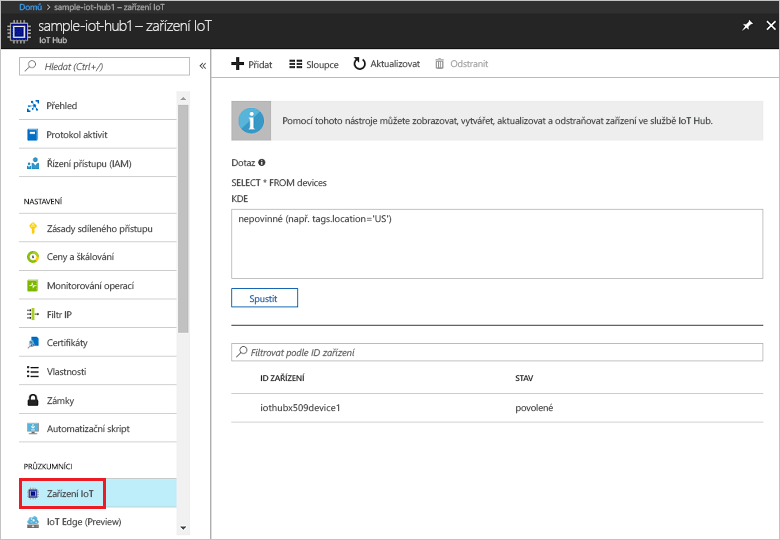 Domů > sample-iot-hub1 – zařízení IoT
sample-iot-hub1 – zařízení IoT
IoT Hub
Hledat (Ctrl+/)
Přehled
Protokol aktivit
Řízení přístupu (IAM)
NASTAVENÍ
Zásady sdíleného přístupu
Ceny a škálování
Monitorování operací
Filtr IP
Certifikáty
Vlastnosti
Zámky
Automatizační skript
PRŮZKUMNÍCI
Zařízení IoT
IoT Edge (Preview)
Přidat Sloupce Aktualizovat Odstranit
Pomocí tohoto nástroje můžete zobrazovat, vytvářet, aktualizovat a odstraňovat zařízení ve službě IoT Hub.
Dotaz
SELECT * FROM devices
KDE
nepovinné (např. tags.location='US')
Spustit
Filtrovat podle ID zařízení
ID ZAŘÍZENÍ STAV
iothubx509device1 povolené